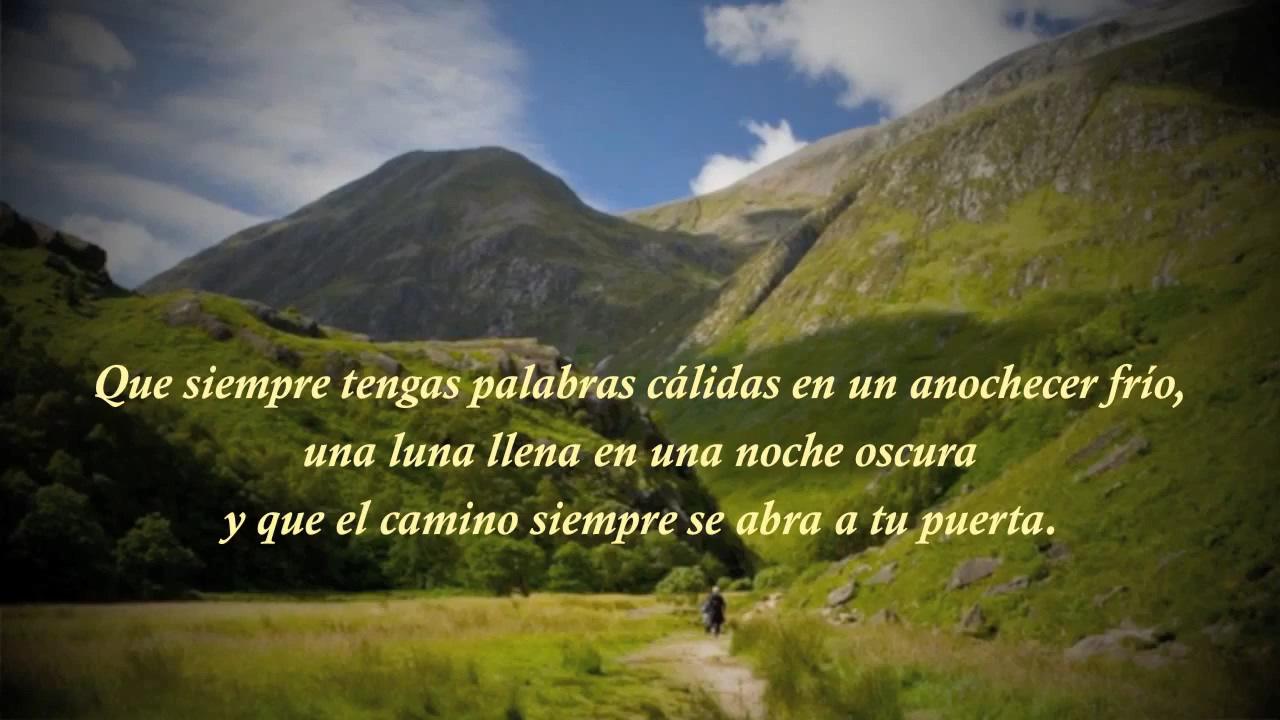 Que siempre tengas palabras cálidas en un anochecer frío,
una luna llena en una noche oscura
y que el camino siempre se abra a tu puerta.